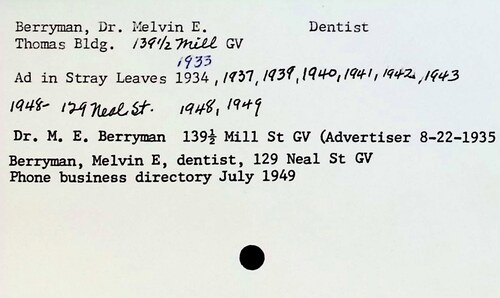 Berryman, Dr. Melvin E. Dentist
Thomas Bldg. 139 1/2 Mill GV
1933
Ad in Stray Leaves 1934, 1937, 1939, 1940, 1941, 1942, 1943
1948- 129 Neal St. 1948, 1949
Dr. M. E. Berryman 139½ Mill St GV (Advertiser 8-22-1935
Berryman, Melvin E, dentist, 129 Neal St GV
Phone business directory July 1949